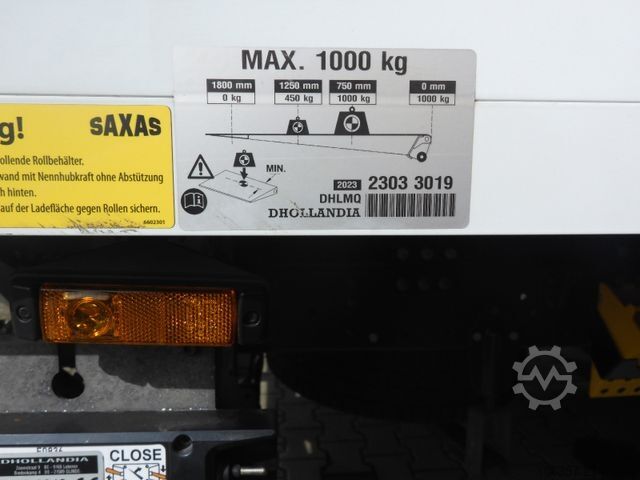 MAX. 1000 kg
1800 mm 1250 mm 750 mm 0 mm
0 kg 450 kg 1000 kg 1000 kg
MIN.
2023 2303 3019
DHLMQ
DHOLLANDIA
g! SAXAS
ollende Rollbehälter.
wand mit Nennhubkraft ohne Abstützung
h hinten.
auf der Ladefläche gegen Rollen sichern.
6602301
DHOLLANDIA
CLOSE